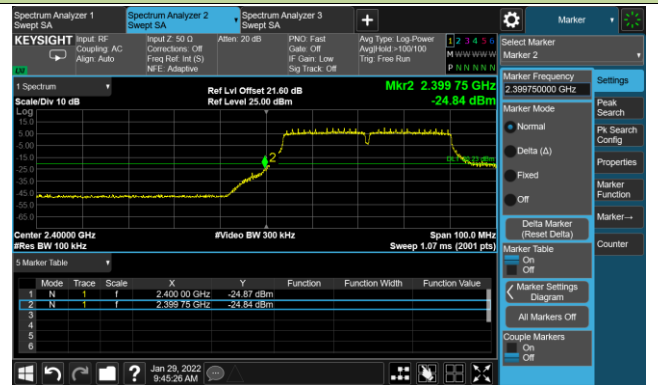 Spectrum Analyzer 1
Swept SA
Spectrum Analyzer 2
Swept SA
Spectrum Analyzer 3
Swept SA
Marker
KEYSIGHT
Input: RF
Coupling: AC
Align: Auto
Input Z: 50 Ω
Corrections: Off
Freq Ref: Int (S)
NFE: Adaptive
Atten: 20 dB
PNO: Fast
Gate: Off
IF Gain: Low
Sig Track: Off
Avg Type: Log-Power
Avg|Hold:>100/100
Trig: Free Run
1 2 3 4 5 6
M W W W W W
P N N N N N
Select Marker
Marker 2
1 Spectrum
Scale/Div 10 dB
Ref Lvl Offset 21.60 dB
Ref Level 25.00 dBm
Mkr2 2.399 75 GHz
-24.84 dBm
Log
15.0
5.00
-5.00
-15.0
-25.0
-35.0
-45.0
-55.0
-65.0
2
Center 2.40000 GHz
#Res BW 100 kHz
#Video BW 300 kHz
Span 100.0 MHz
Sweep 1.07 ms (2001 pts)
5 Marker Table
Mode Trace Scale X Y Function Function Width Function Value
1 N 1 f 2.400 00 GHz -24.87 dBm
2 N 1 f 2.399 75 GHz -24.84 dBm
3
4
5
6
Marker Frequency
2.399750000 GHz
Marker Mode
Normal
Delta (Δ)
Fixed
Off
Delta Marker
(Reset Delta)
Marker Table
On
Off
Marker Settings
Diagram
All Markers Off
Couple Markers
On
Off
Settings
Peak
Search
Pk Search
Config
Properties
Marker
Function
Marker→
Counter
Jan 29, 2022
9:45:26 AM